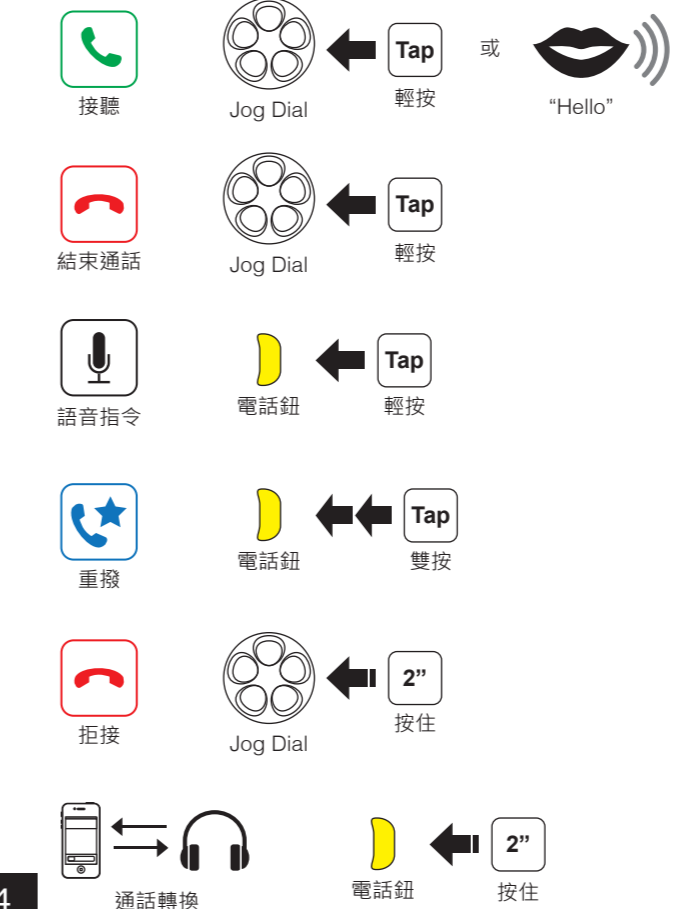 Tap
或
接聽
Jog Dial
輕按
“Hello”
Tap
結束通話
Jog Dial
輕按
Tap
語音指令
電話鈕
輕按
Tap
重撥
電話鈕
雙按
2”
拒接
Jog Dial
按住
2”
通話轉換
電話鈕
按住
4